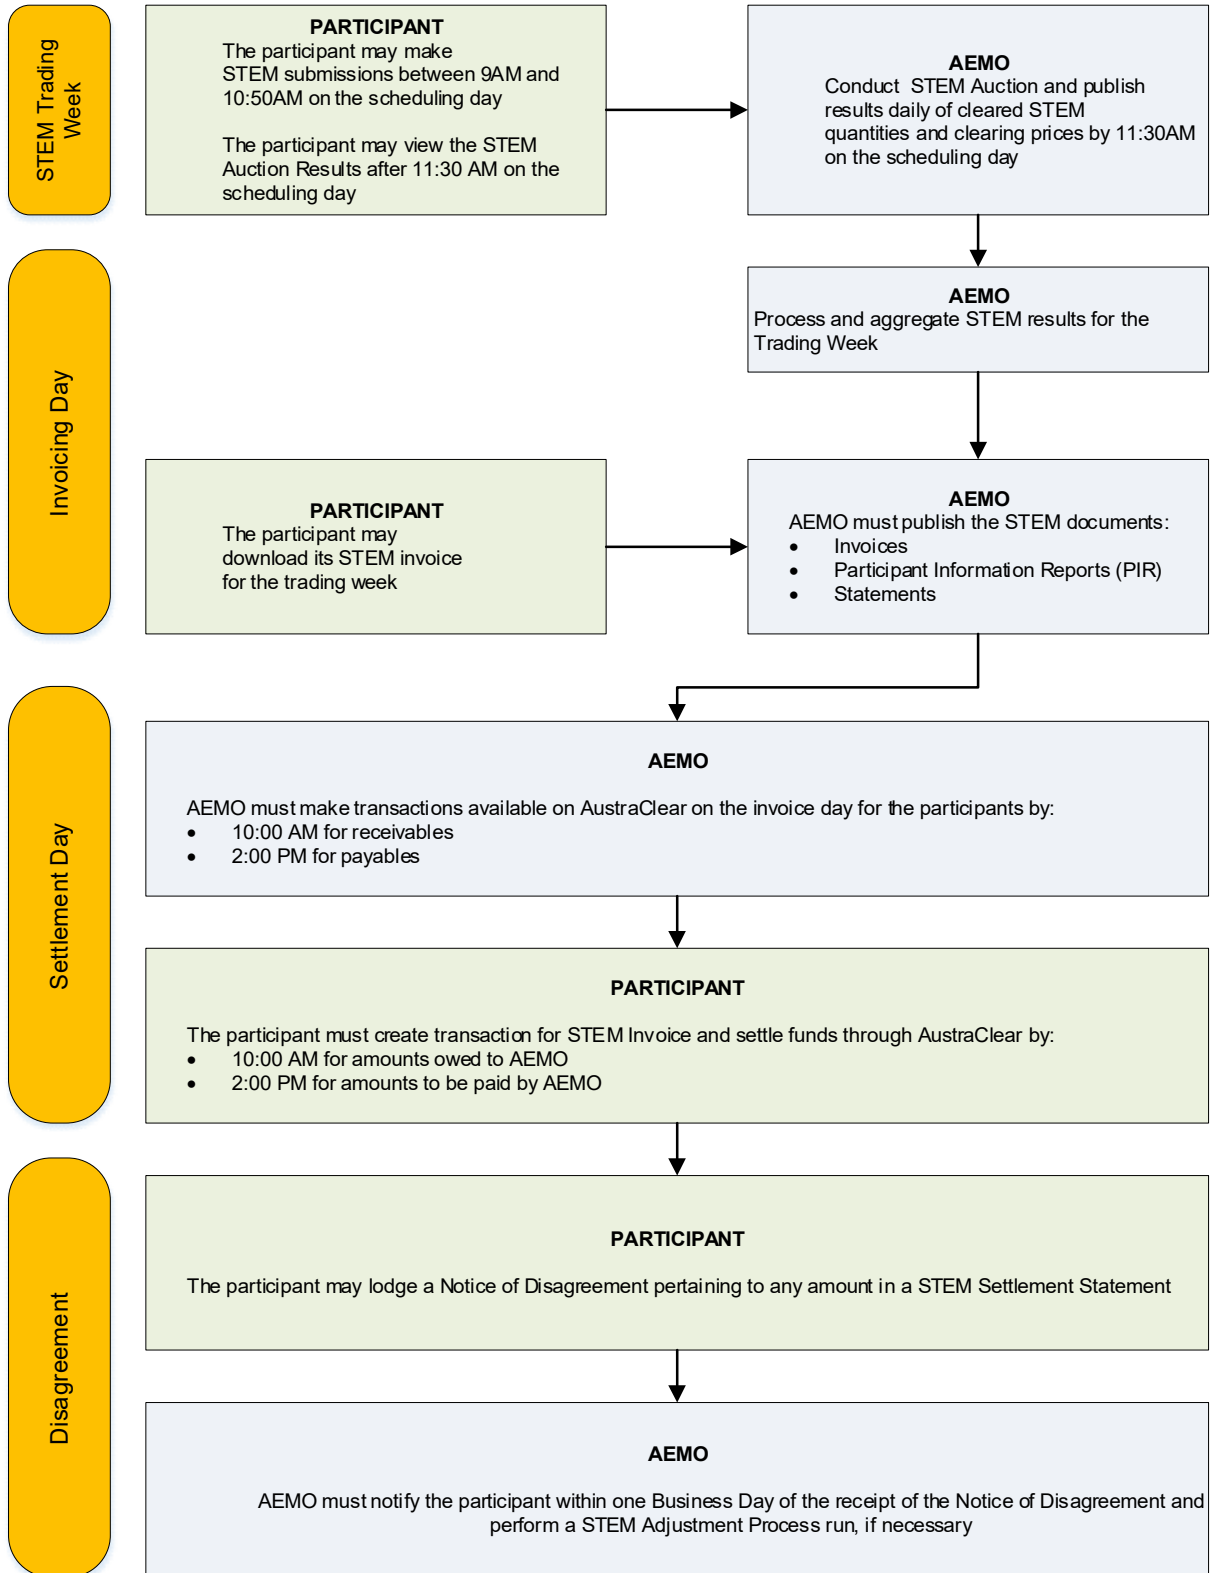 STEM Trading
Week
PARTICIPANT
The participant may make
STEM submissions between 9AM and
10:50AM on the scheduling day
The participant may view the STEM
Auction Results after 11:30 AM on the
scheduling day
AEMO
Conduct STEM Auction and publish
results daily of cleared STEM
quantities and clearing prices by 11:30AM
on the scheduling day
Invoicing Day
AEMO
Process and aggregate STEM results for the
Trading Week
PARTICIPANT
The participant may
download its STEM invoice
for the trading week
AEMO
AEMO must publish the STEM documents:
• Invoices
• Participant Information Reports (PIR)
• Statements
Settlement Day
AEMO
AEMO must make transactions available on AustraClear on the invoice day for the participants by:
• 10:00 AM for receivables
• 2:00 PM for payables
PARTICIPANT
The participant must create transaction for STEM Invoice and settle funds through AustraClear by:
• 10:00 AM for amounts owed to AEMO
• 2:00 PM for amounts to be paid by AEMO
Disagreement
PARTICIPANT
The participant may lodge a Notice of Disagreement pertaining to any amount in a STEM Settlement Statement
AEMO
AEMO must notify the participant within one Business Day of the receipt of the Notice of Disagreement and
perform a STEM Adjustment Process run, if necessary